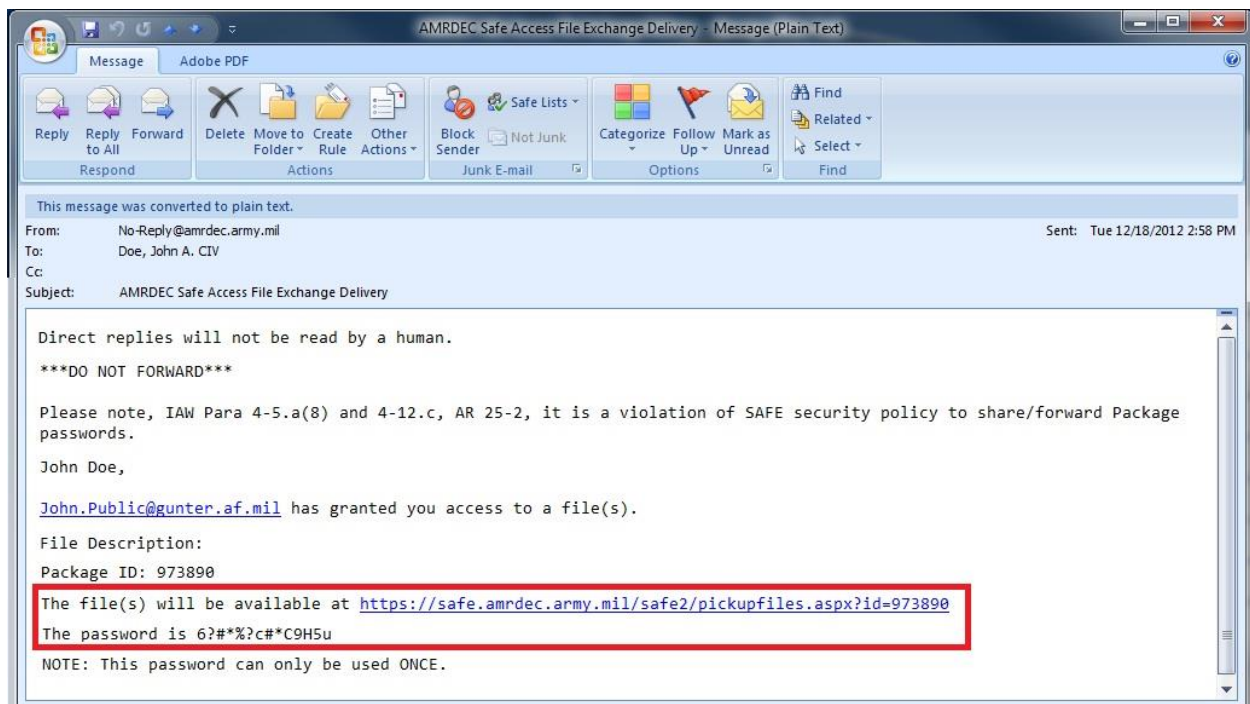 AMRDEC Safe Access File Exchange Delivery - Message (Plain Text)
Message Adobe PDF
Reply Reply to All Forward
Respond
Delete Move to Folder Create Rule Other Actions
Actions
Block Sender Safe Lists Not Junk
Junk E-mail
Categorize Follow Up Mark as Unread
Options
Find Related Select
Find
This message was converted to plain text.
From: No-Reply@amrdec.army.mil Sent: Tue 12/18/2012 2:58 PM
To: Doe, John A. CIV
Cc:
Subject: AMRDEC Safe Access File Exchange Delivery
Direct replies will not be read by a human.
***DO NOT FORWARD***
Please note, IAW Para 4-5.a(8) and 4-12.c, AR 25-2, it is a violation of SAFE security policy to share/forward Package
passwords.
John Doe,
John.Public@gunter.af.mil has granted you access to a file(s).
File Description:
Package ID: 973890
The file(s) will be available at https://safe.amrdec.army.mil/safe2/pickupfiles.aspx?id=973890
The password is 6?#*%?c#*C9H5u
NOTE: This password can only be used ONCE.